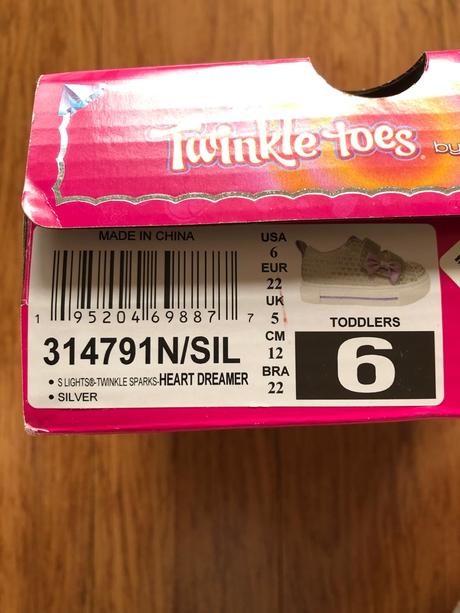 Twinkle toes® by
MADE IN CHINA
1 95204 69887 7
314791N/SIL
• S LIGHTS®-TWINKLE SPARKS-HEART DREAMER
• SILVER
USA
6
EUR
22
UK
5
CM
12
BRA
22
TODDLERS
6